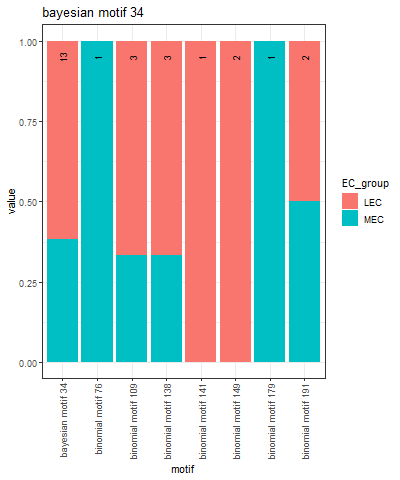 bayesian motif 34
1.00
0.75
0.50
0.25
0.00
value
13
1
3
3
1
2
1
2
bayesian motif 34
binomial motif 76
binomial motif 109
binomial motif 138
binomial motif 141
binomial motif 149
binomial motif 179
binomial motif 191
motif
EC_group
LEC
MEC